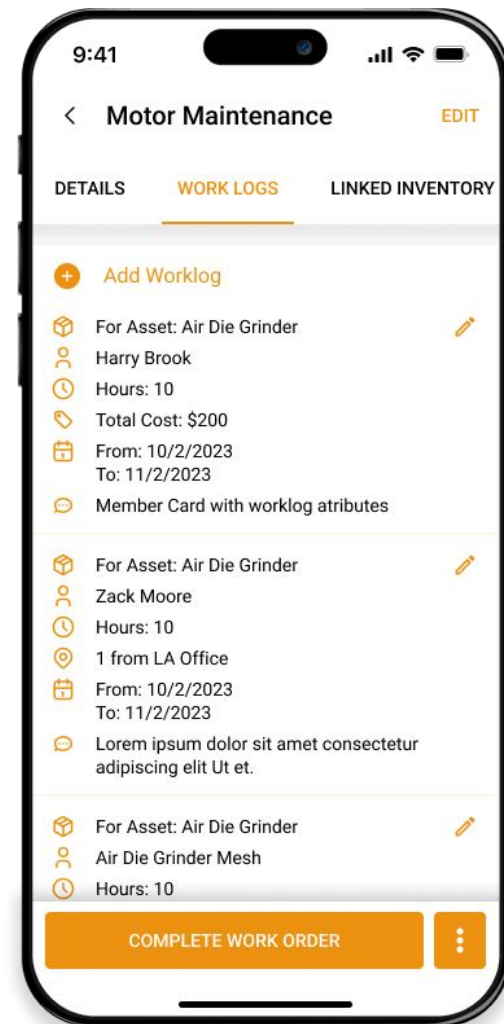 9:41
Motor Maintenance
EDIT
DETAILS WORK LOGS LINKED INVENTORY
Add Worklog
For Asset: Air Die Grinder
Harry Brook
Hours: 10
Total Cost: $200
From: 10/2/2023
To: 11/2/2023
Member Card with worklog atributes
For Asset: Air Die Grinder
Zack Moore
Hours: 10
1 from LA Office
From: 10/2/2023
To: 11/2/2023
Lorem ipsum dolor sit amet consectetur
adipiscing elit Ut et.
For Asset: Air Die Grinder
Air Die Grinder Mesh
Hours: 10
COMPLETE WORK ORDER